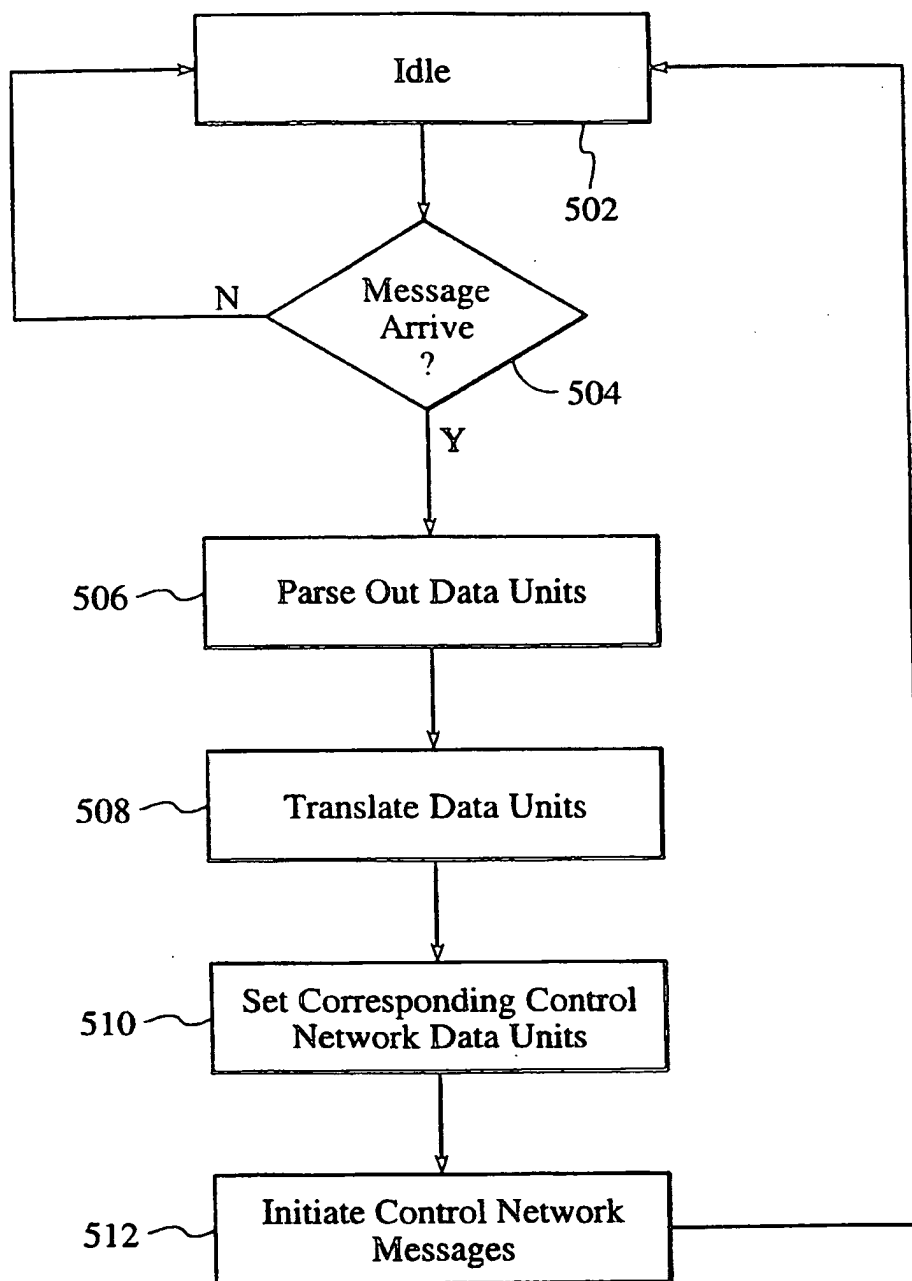 Idle
502
Message
Arrive
?
N
504
Y
506
Parse Out Data Units
508
Translate Data Units
510
Set Corresponding Control
Network Data Units
512
Initiate Control Network
Messages